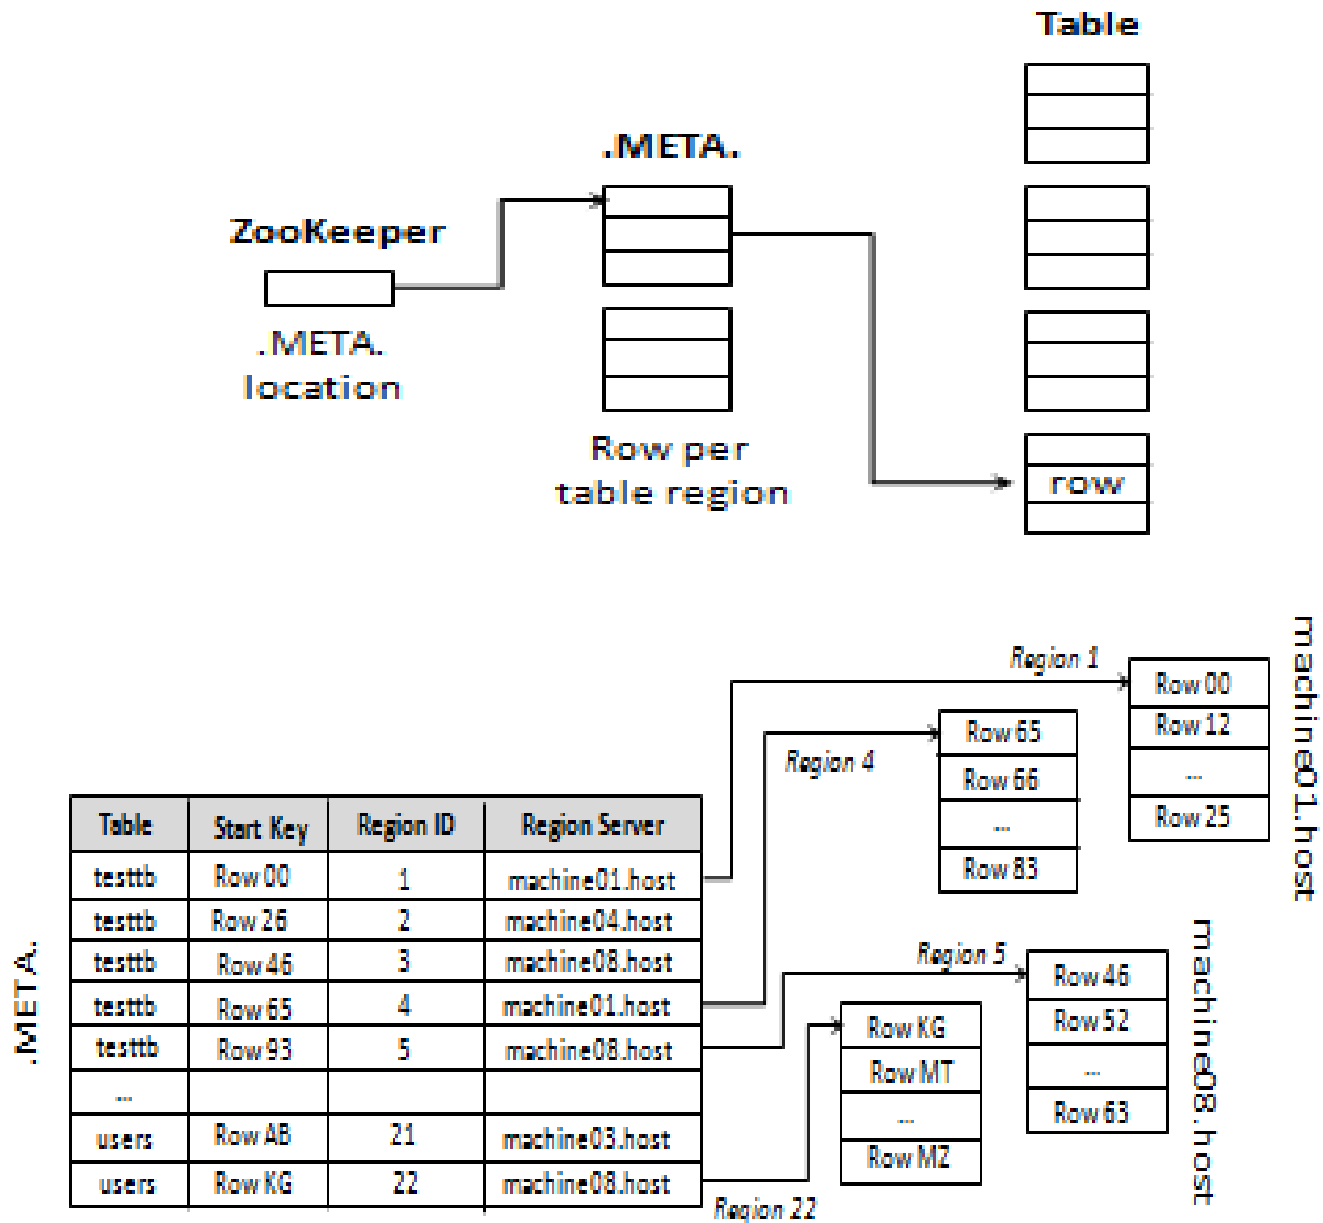 Table
.META.
ZooKeeper
.META.
location
Row per
table region
row
Region 1
Row 00
Row 12
...
Row 25
machine01.host
Region 4
Row 65
Row 66
...
Row 83
.META.
Table Start Key Region ID Region Server
testtb Row 00 1 machine01.host
testtb Row 26 2 machine04.host
testtb Row 46 3 machine08.host
testtb Row 65 4 machine01.host
testtb Row 93 5 machine08.host
...
users Row AB 21 machine03.host
users Row KG 22 machine08.host
Region 5
Row 46
Row 52
...
Row 63
machine08.host
Row KG
Row MT
...
Row MZ
Region 22